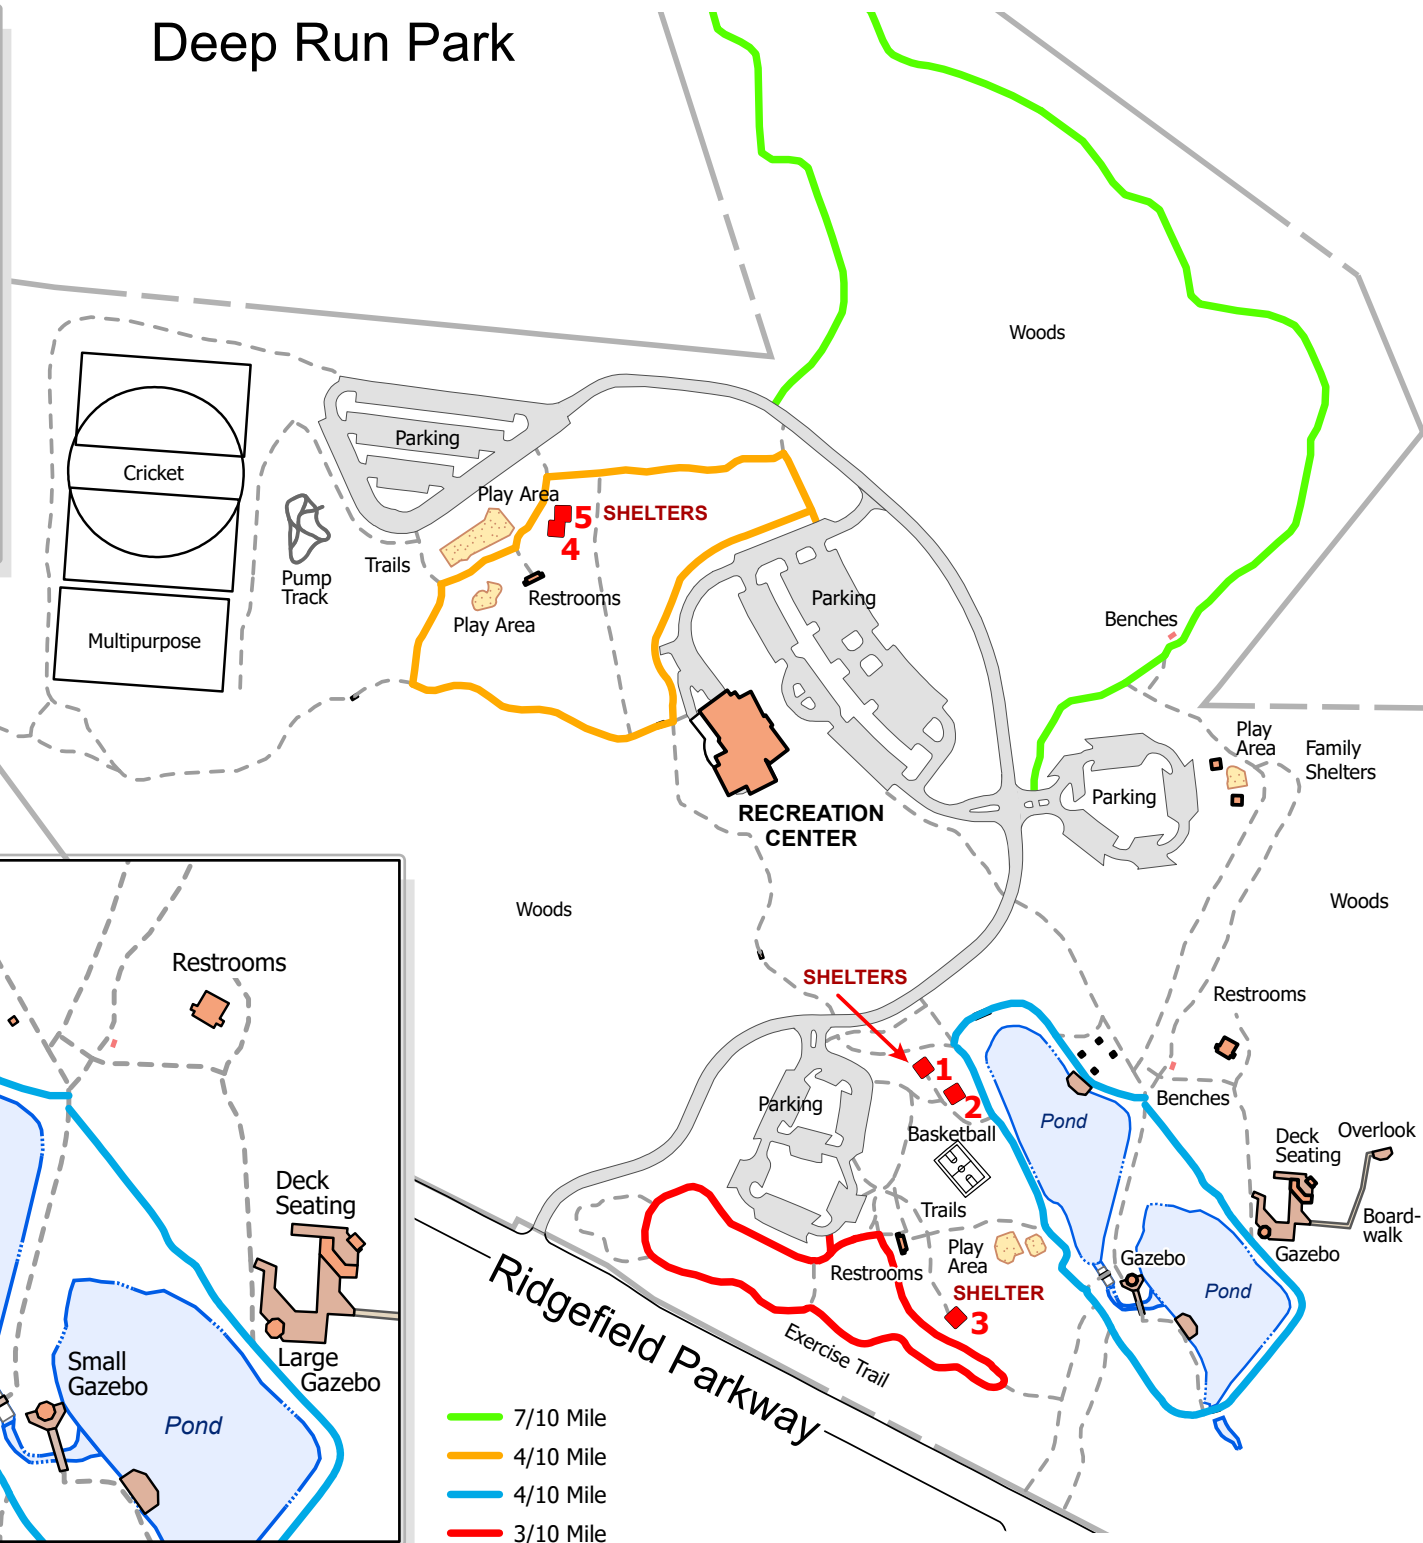 Deep Run Park
Woods
Parking
Cricket
Play Area
5
SHELTERS
4
Trails
Pump
Track
Restrooms
Parking
Play Area
Multipurpose
Benches
Play
Area
Family
Shelters
Parking
RECREATION
CENTER
Woods
Woods
SHELTERS
Restrooms
1
2
Parking
Pond
Benches
Basketball
Deck
Seating
Overlook
Trails
Board-
walk
Gazebo
Play
Area
Gazebo
Restrooms
Pond
SHELTER
3
Exercise Trail
Ridgefield Parkway
Restrooms
Deck
Seating
Large
Gazebo
Small
Gazebo
Pond
7/10 Mile
4/10 Mile
4/10 Mile
3/10 Mile